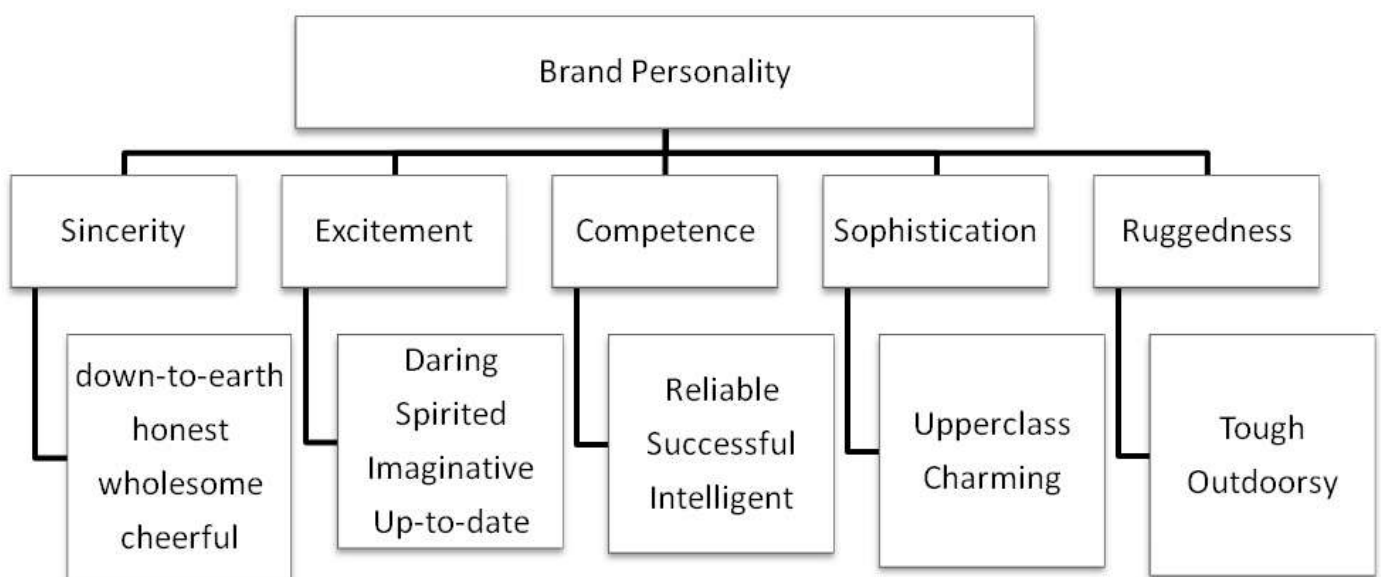 Brand Personality
Sincerity
Excitement
Competence
Sophistication
Ruggedness
down-to-earth
honest
wholesome
cheerful
Daring
Spirited
Imaginative
Up-to-date
Reliable
Successful
Intelligent
Upperclass
Charming
Tough
Outdoorsy